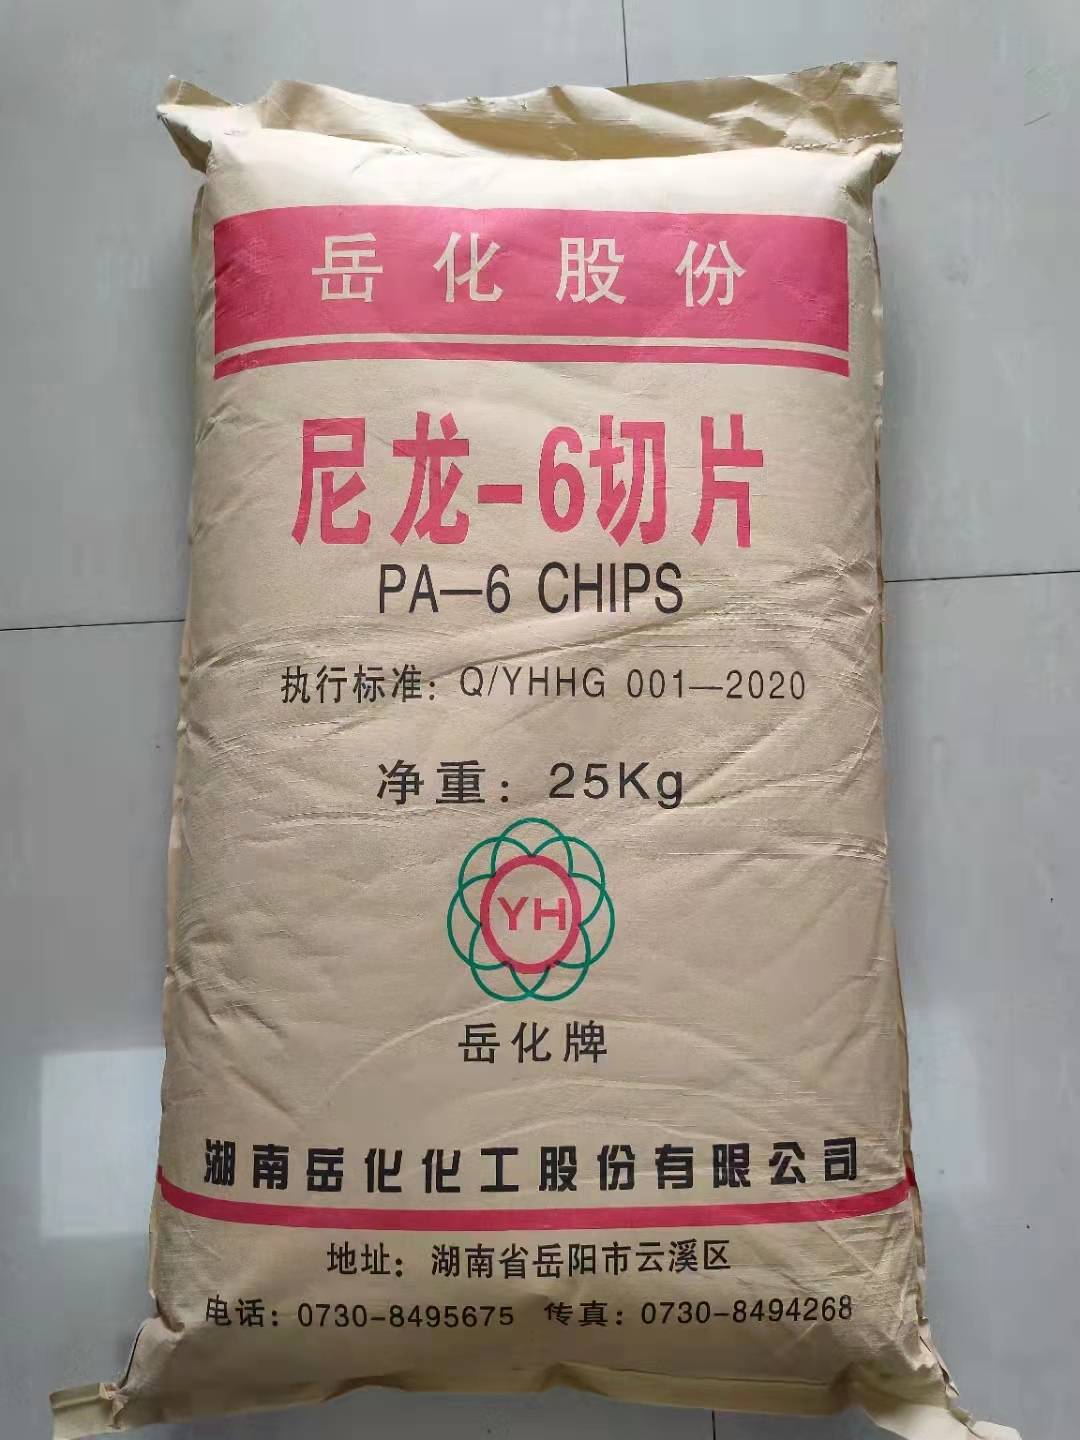 岳化股份
尼龙-6切片
PA—6 CHIPS
执行标准：Q/YHHG 001—2020
净重：25Kg
YH
岳化牌
湖南岳化化工股份有限公司
地址：湖南省岳阳市云溪区
电话：0730-8495675 传真：0730-8494268